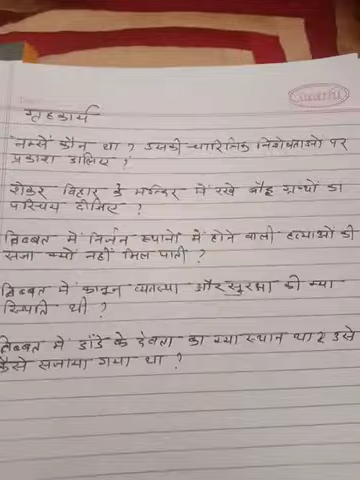 गृहकार्य
नम्से कौन था ? उसकी चारित्रिक विशेषताओं पर
प्रकाश डालिए ?
शेकर विहार के मन्दिर में रखे बौद्ध ग्रन्थों का
परिचय दीजिए ?
तिब्बत में निर्जन स्थानों में होने वाली हत्याओं की
सजा क्यों नहीं मिल पाती ?
तिब्बत में कानून व्यवस्था और सुरक्षा की क्या
स्थिति थी ?
तिब्बत में डाँडे के देवता का क्या स्थान था ? उसे
कैसे सजाया गया था ?